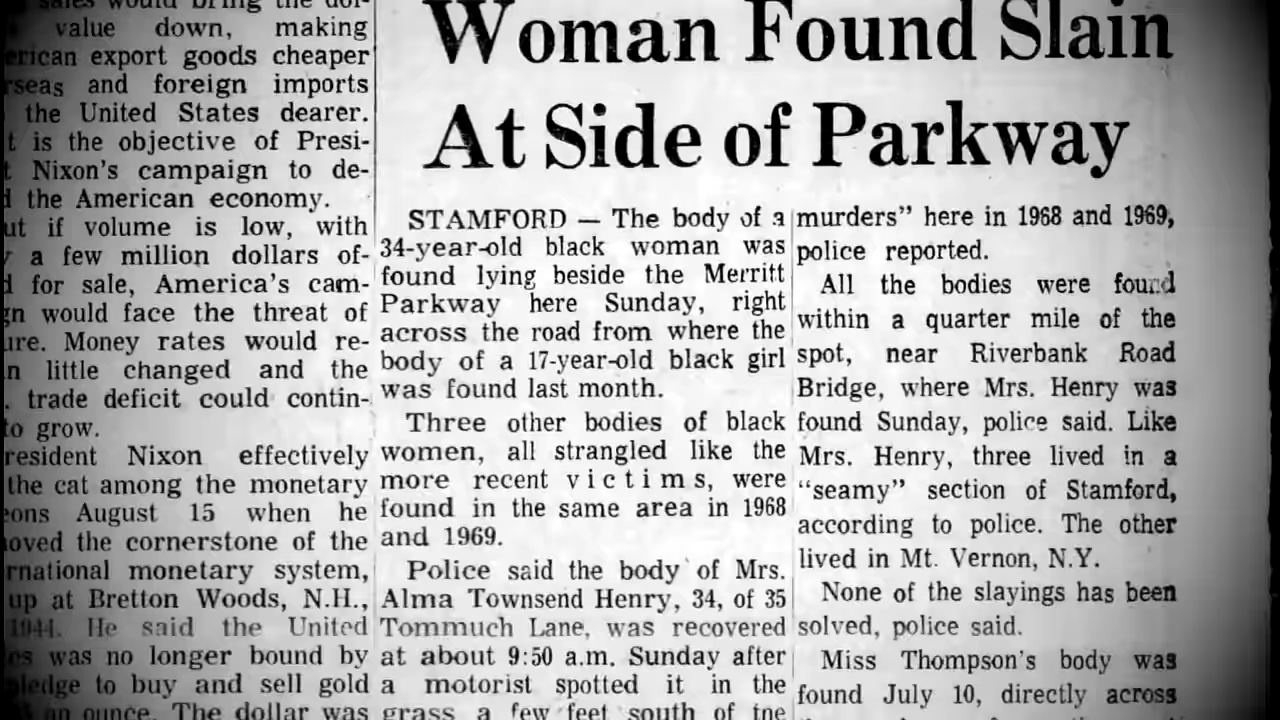 sales would bring the dol-
value down, making
erican export goods cheaper
rseas and foreign imports
the United States dearer.
t is the objective of Presi-
t Nixon's campaign to de-
d the American economy.
ut if volume is low, with
a few million dollars of-
d for sale, America's cam-
gn would face the threat of
ure. Money rates would re-
n little changed and the
. trade deficit could contin-
to grow.
resident Nixon effectively
the cat among the monetary
eons August 15 when he
oved the cornerstone of the
rnational monetary system,
up at Bretton Woods, N.H.,
1944. He said the United
es was no longer bound by
pledge to buy and sell gold
an ounce. The dollar was
Woman Found Slain
At Side of Parkway
STAMFORD — The body of a
34-year-old black woman was
found lying beside the Merritt
Parkway here Sunday, right
across the road from where the
body of a 17-year-old black girl
was found last month.
Three other bodies of black
women, all strangled like the
more recent victims, were
found in the same area in 1968
and 1969.
Police said the body of Mrs.
Alma Townsend Henry, 34, of 35
Tommuch Lane, was recovered
at about 9:50 a.m. Sunday after
a motorist spotted it in the
grass a few feet south of the
murders" here in 1968 and 1969,
police reported.
All the bodies were found
within a quarter mile of the
spot, near Riverbank Road
Bridge, where Mrs. Henry was
found Sunday, police said. Like
Mrs. Henry, three lived in a
"seamy" section of Stamford,
according to police. The other
lived in Mt. Vernon, N.Y.
None of the slayings has been
solved, police said.
Miss Thompson's body was
found July 10, directly across